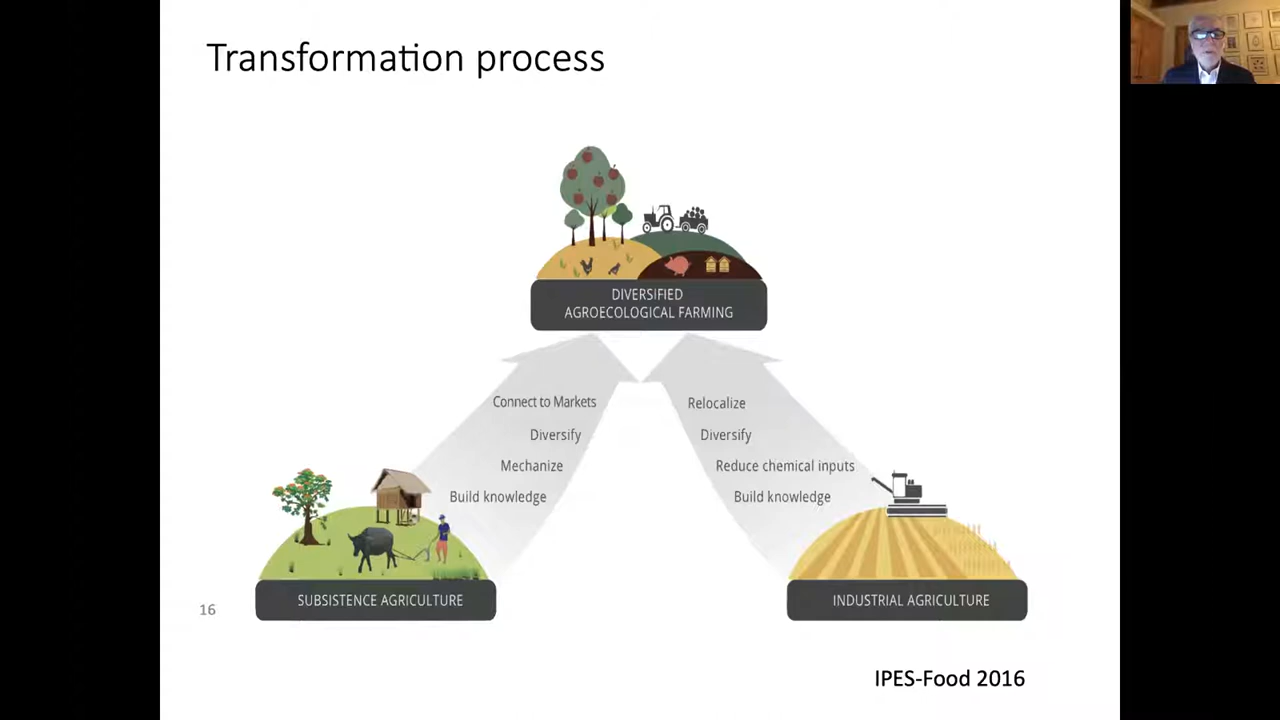 Transformation process
DIVERSIFIED
AGROECOLOGICAL FARMING
Connect to Markets
Diversify
Mechanize
Build knowledge
Relocalize
Diversify
Reduce chemical inputs
Build knowledge
SUBSISTENCE AGRICULTURE
INDUSTRIAL AGRICULTURE
16
IPES-Food 2016